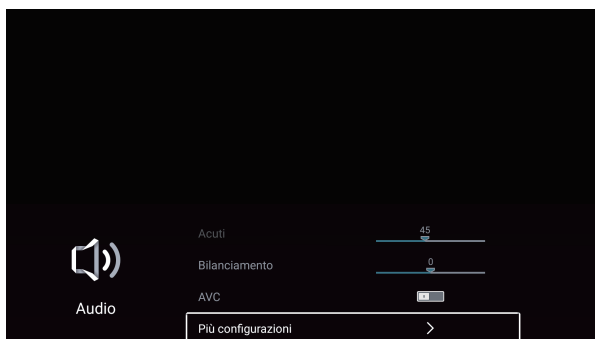 Acuti 45
Bilanciamento 0
AVC
Audio
Più configurazioni